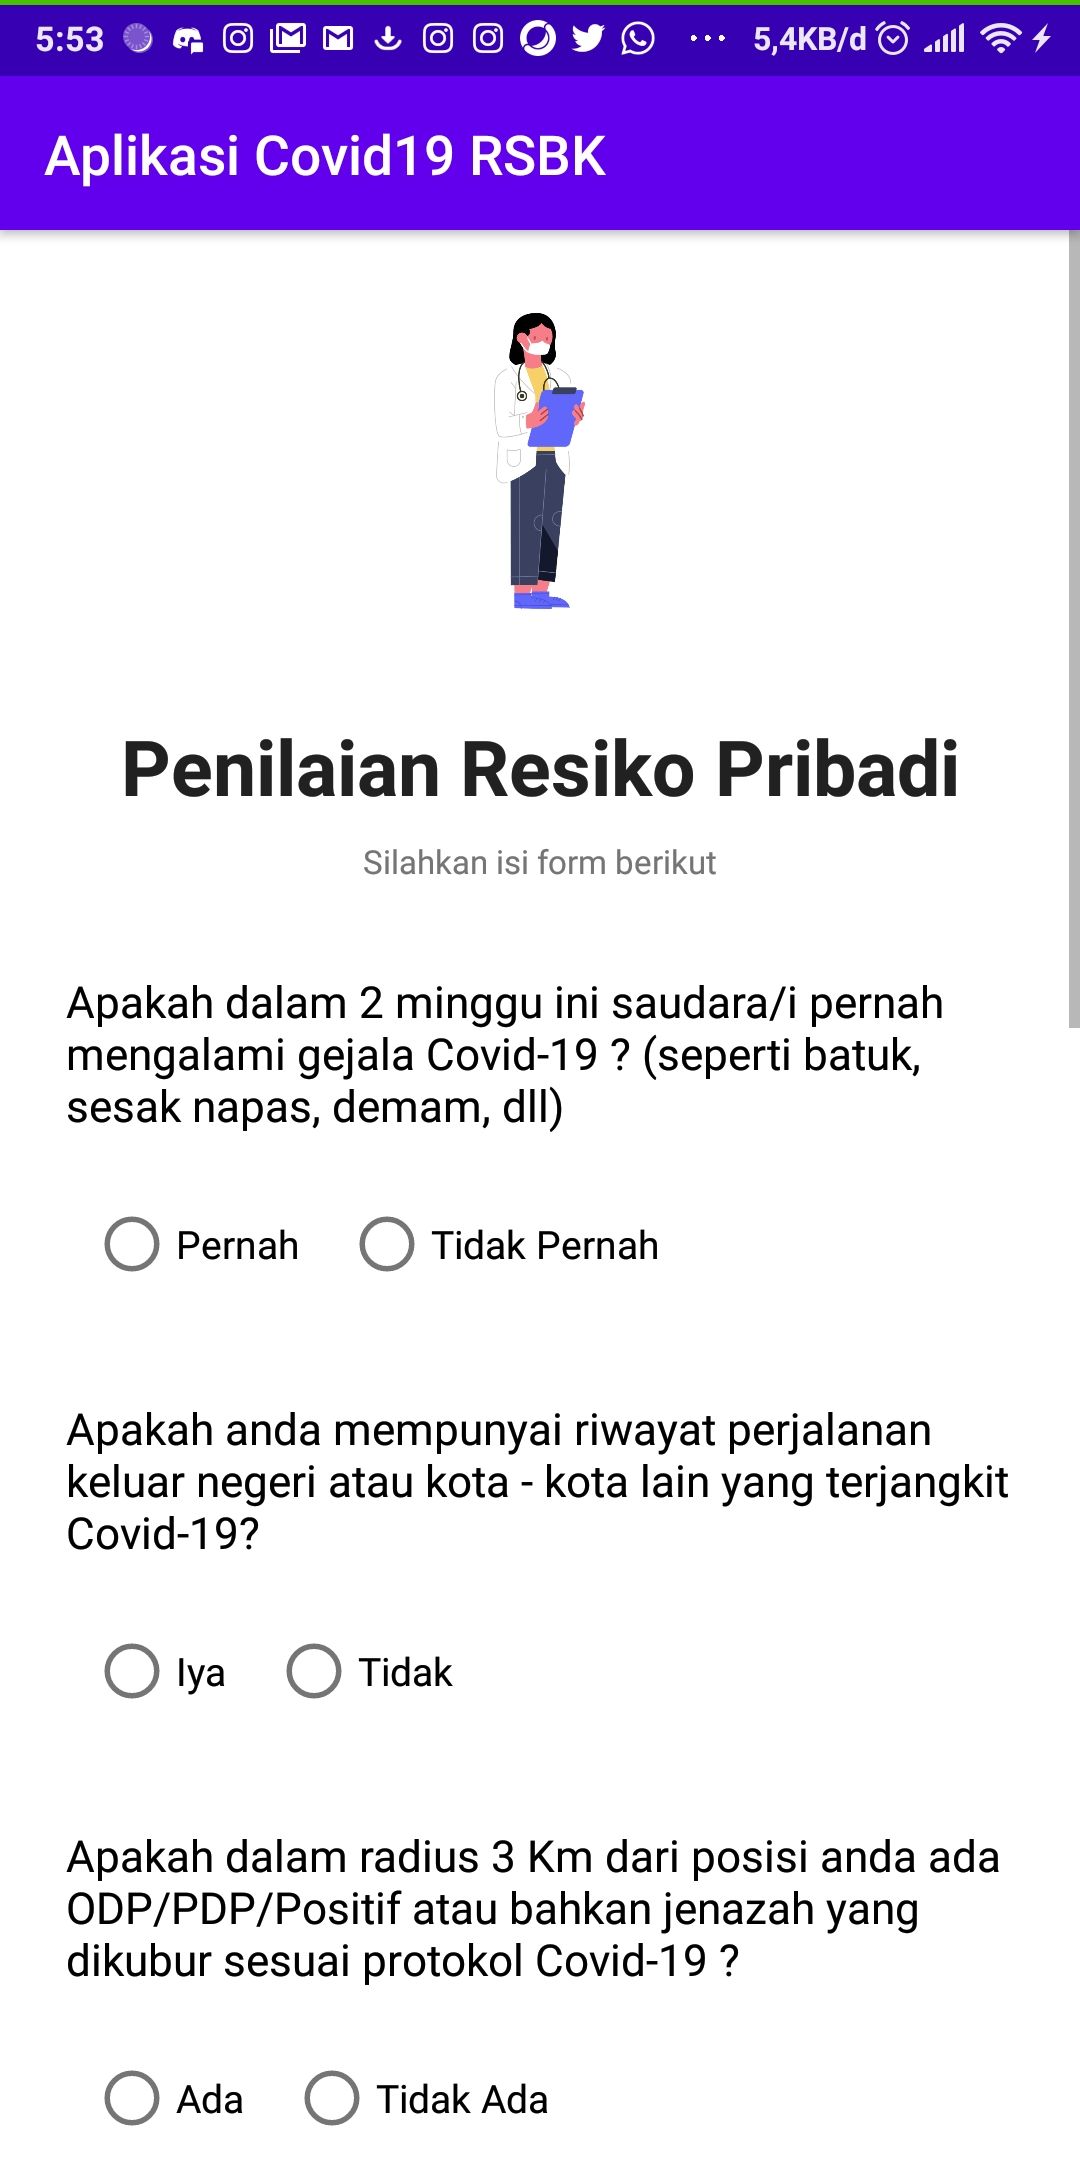 5:53 ... 5,4KB/d
Aplikasi Covid19 RSBK
Penilaian Resiko Pribadi
Silahkan isi form berikut
Apakah dalam 2 minggu ini saudara/i pernah
mengalami gejala Covid-19 ? (seperti batuk,
sesak napas, demam, dll)
Pernah Tidak Pernah
Apakah anda mempunyai riwayat perjalanan
keluar negeri atau kota - kota lain yang terjangkit
Covid-19?
Iya Tidak
Apakah dalam radius 3 Km dari posisi anda ada
ODP/PDP/Positif atau bahkan jenazah yang
dikubur sesuai protokol Covid-19 ?
Ada Tidak Ada